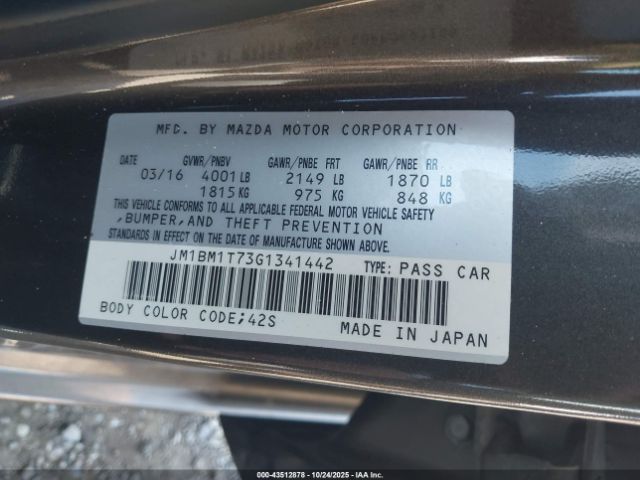 MFD. BY MAZDA MOTOR CORPORATION
DATE GVWR/PNBV GAWR/PNBE FRT GAWR/PNBE RR
03/16 4001 LB 2149 LB 1870 LB
1815 KG 975 KG 848 KG
THIS VEHICLE CONFORMS TO ALL APPLICABLE FEDERAL MOTOR VEHICLE SAFETY
,BUMPER,AND THEFT PREVENTION
STANDARDS IN EFFECT ON THE DATE OF MANUFACTURE SHOWN ABOVE.
JM1BM1T73G1341442 TYPE: PASS CAR
BODY COLOR CODE;42S
MADE IN JAPAN
000-43512878 - 10/24/2025 - IAAI, Inc.